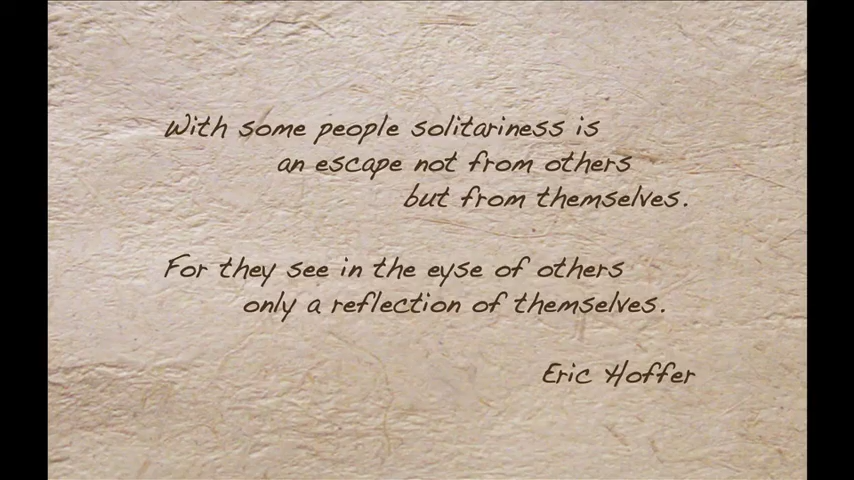 With some people solitariness is
an escape not from others
but from themselves.
For they see in the eyse of others
only a reflection of themselves.
Eric Hoffer